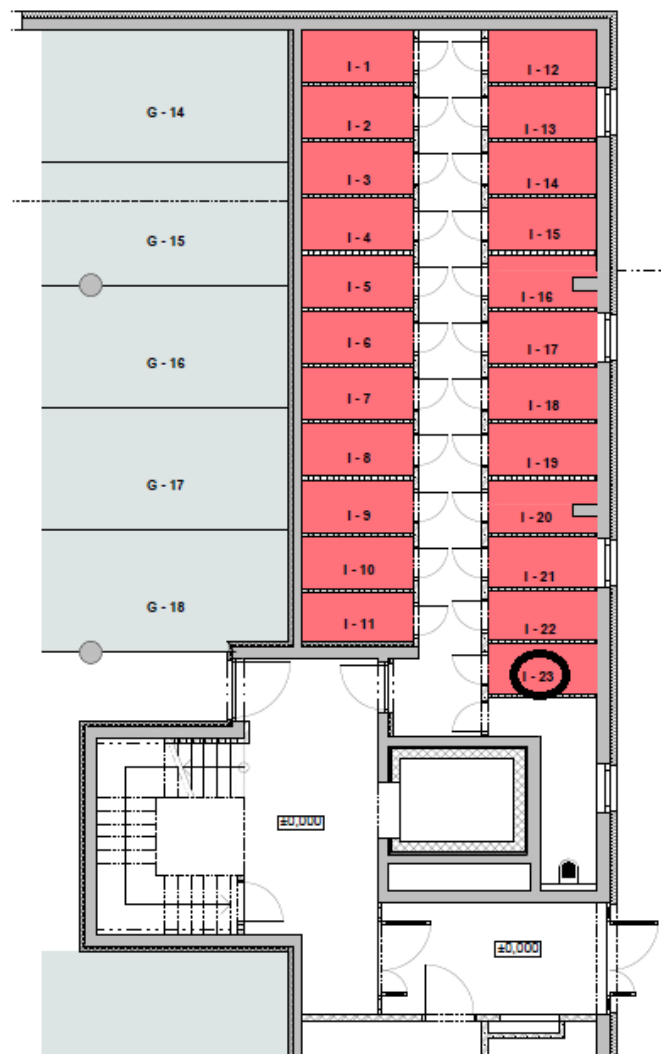 I - 1
I - 12
G - 14
I - 2
I - 13
I - 3
I - 14
G - 15
I - 4
I - 15
I - 5
I - 16
G - 16
I - 6
I - 17
I - 7
I - 18
G - 17
I - 8
I - 19
I - 9
I - 20
I - 10
I - 21
G - 18
I - 11
I - 22
I - 23
±0,000
±0,000